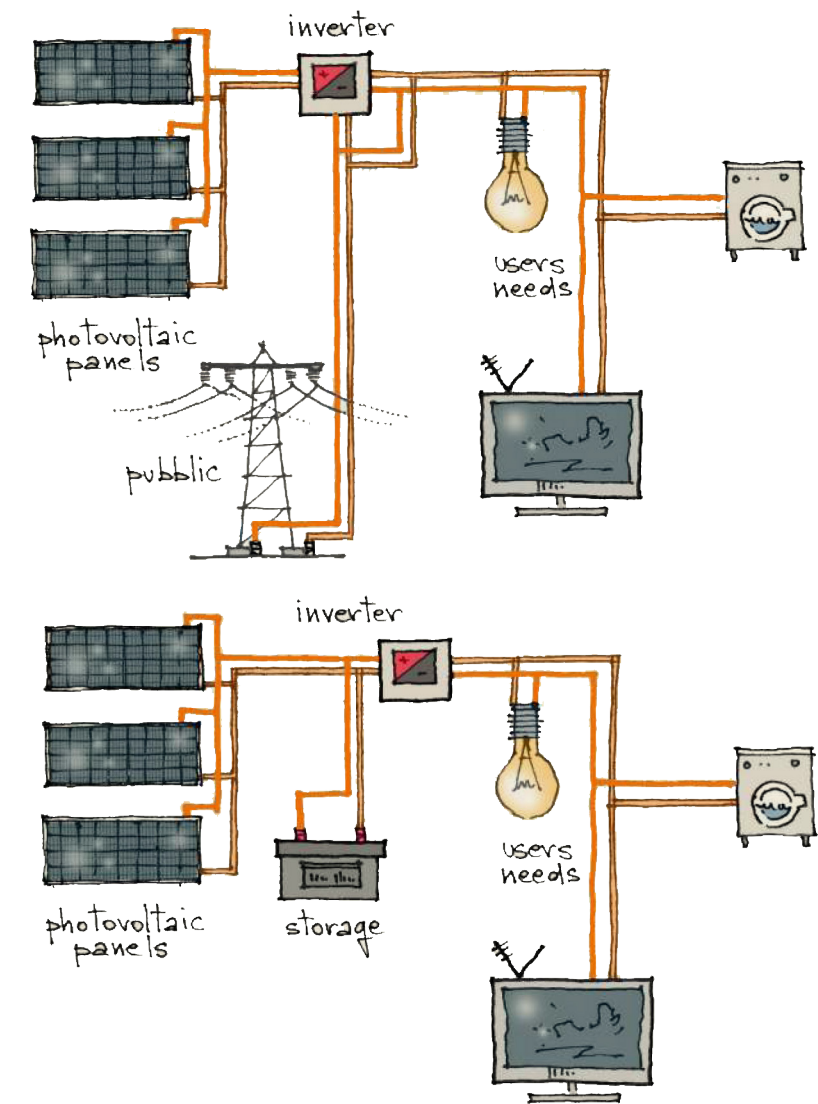 inverter
users
needs
photovoltaic
panels
pubblic
inverter
users
needs
photovoltaic
panels
storage